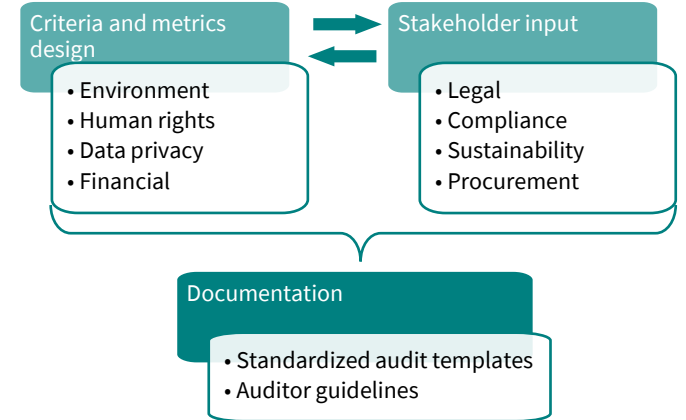 Criteria and metrics
design
• Environment
• Human rights
• Data privacy
• Financial
Stakeholder input
• Legal
• Compliance
• Sustainability
• Procurement
Documentation
• Standardized audit templates
• Auditor guidelines